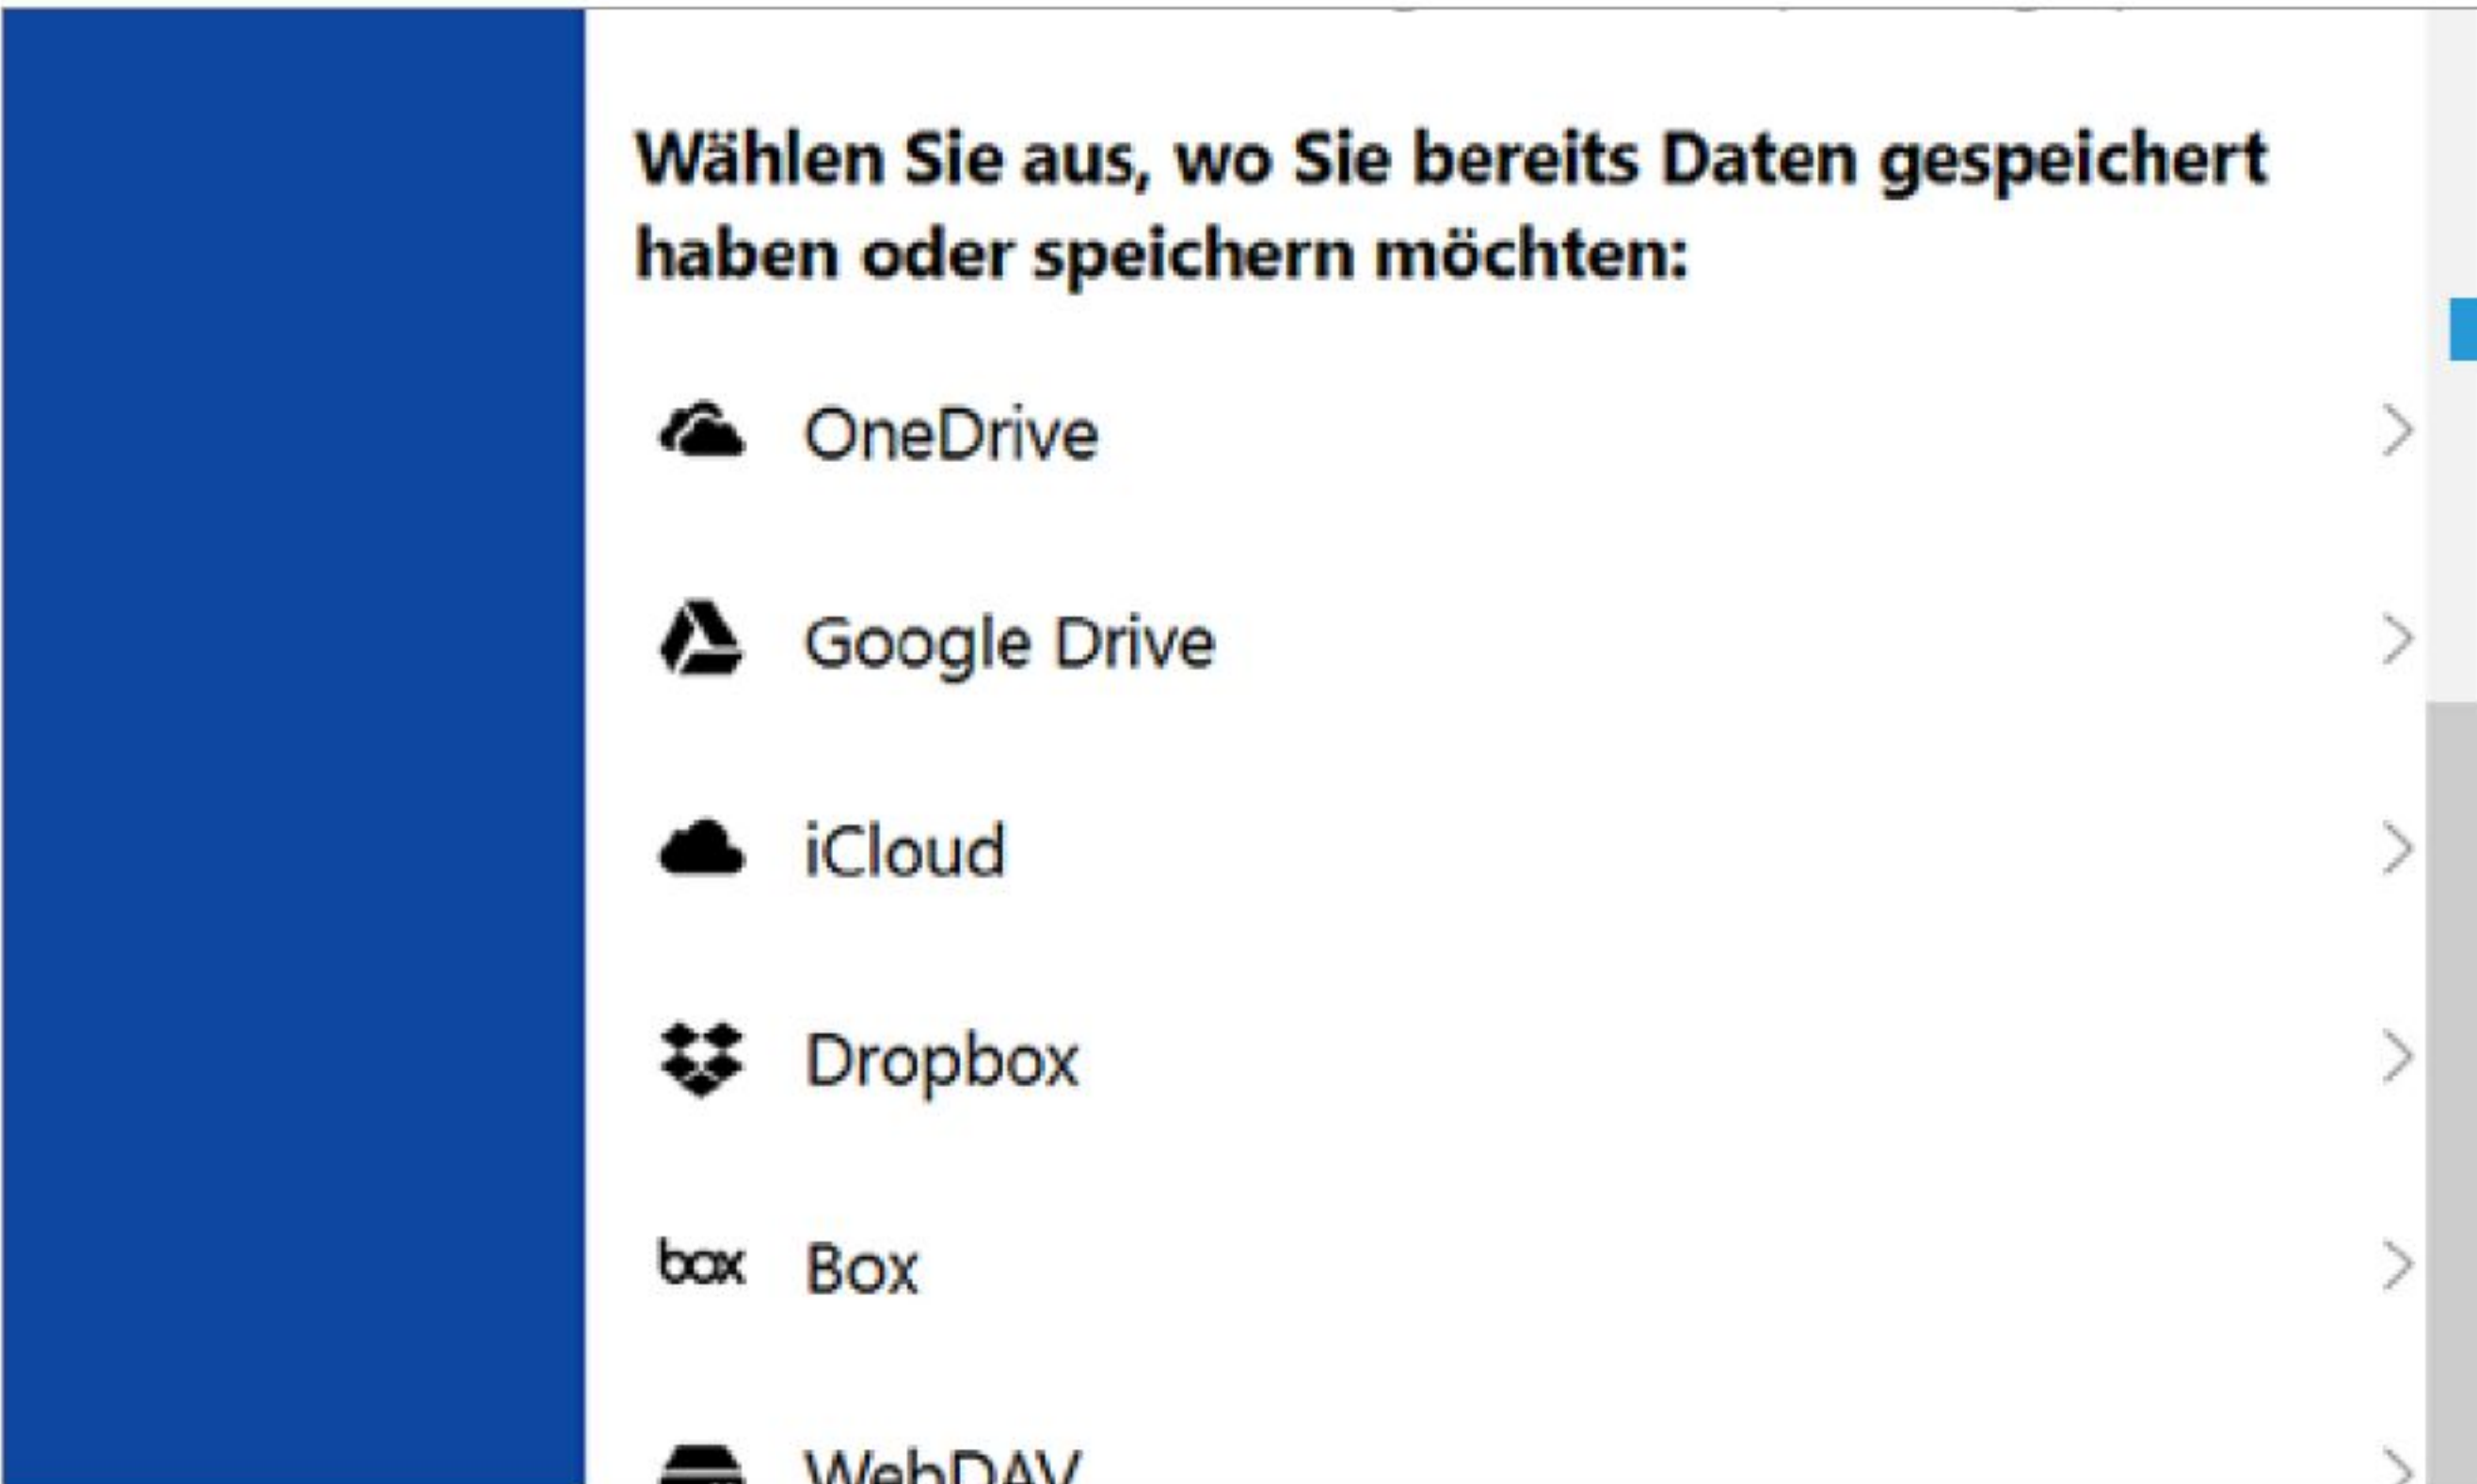 Wählen Sie aus, wo Sie bereits Daten gespeichert
haben oder speichern möchten:
OneDrive
Google Drive
iCloud
Dropbox
box Box
WebDAV